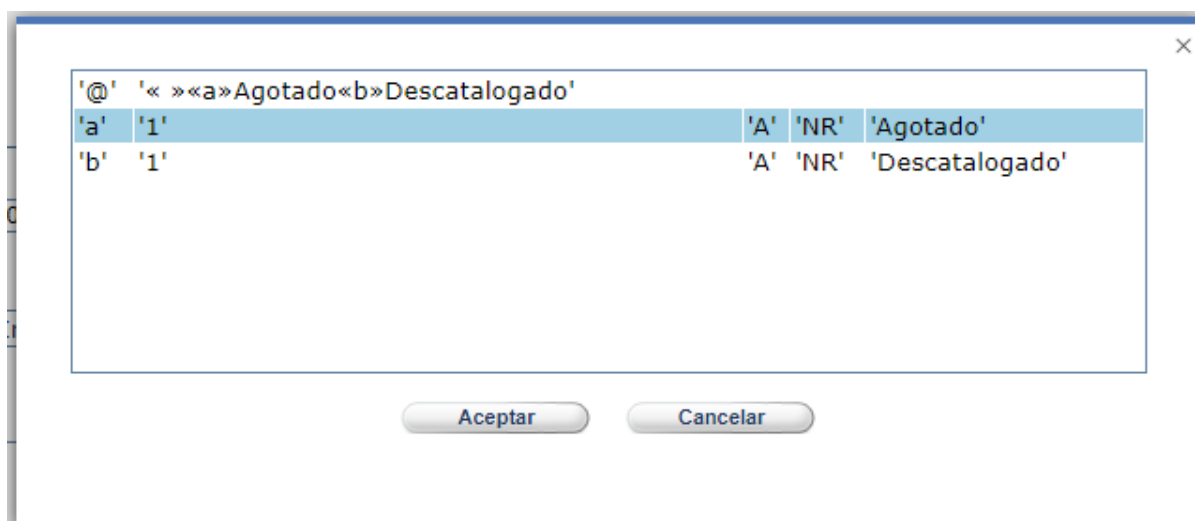 ×
'@' '« »«a»Agotado«b»Descatalogado'
'a' '1' 'A' 'NR' 'Agotado'
'b' '1' 'A' 'NR' 'Descatalogado'
Aceptar Cancelar